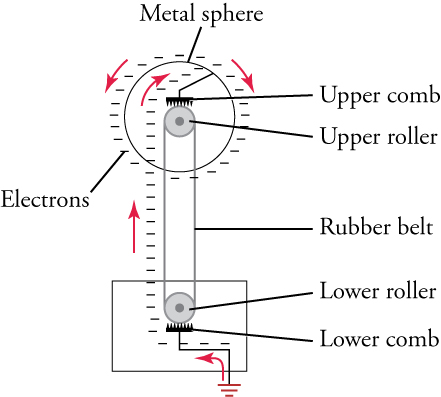 Metal sphere
Upper comb
Upper roller
Electrons
Rubber belt
Lower roller
Lower comb